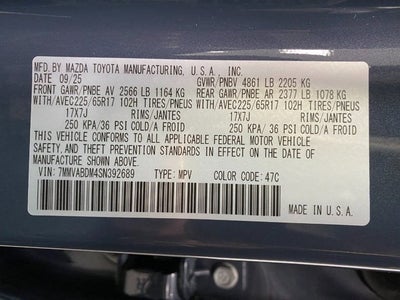 MFD. BY MAZDA TOYOTA MANUFACTURING, U.S.A., INC.
DATE 09/25 GVWR/PNBV 4861 LB 2205 KG
FRONT GAWR/PNBE AV 2566 LB 1164 KG REAR GAWR/PNBE AR 2377 LB 1078 KG
WITH/AVEC225/65R17 102H TIRES/PNEUS WITH/AVEC225/65R17 102H TIRES/PNEUS
17X7J RIMS/JANTES 17X7J RIMS/JANTES
250 KPA/ 36 PSI COLD/A FROID 250 KPA/ 36 PSI COLD/A FROID
THIS VEHICLE CONFORMS TO ALL APPLICABLE FEDERAL MOTOR VEHICLE
SAFETY AND THEFT PREVENTION STANDARDS IN EFFECT ON THE DATE OF
MANUFACTURE SHOWN ABOVE.
VIN: 7MMVABDM4SN392689 TYPE: MPV COLOR: 47C
MADE IN U.S.A.